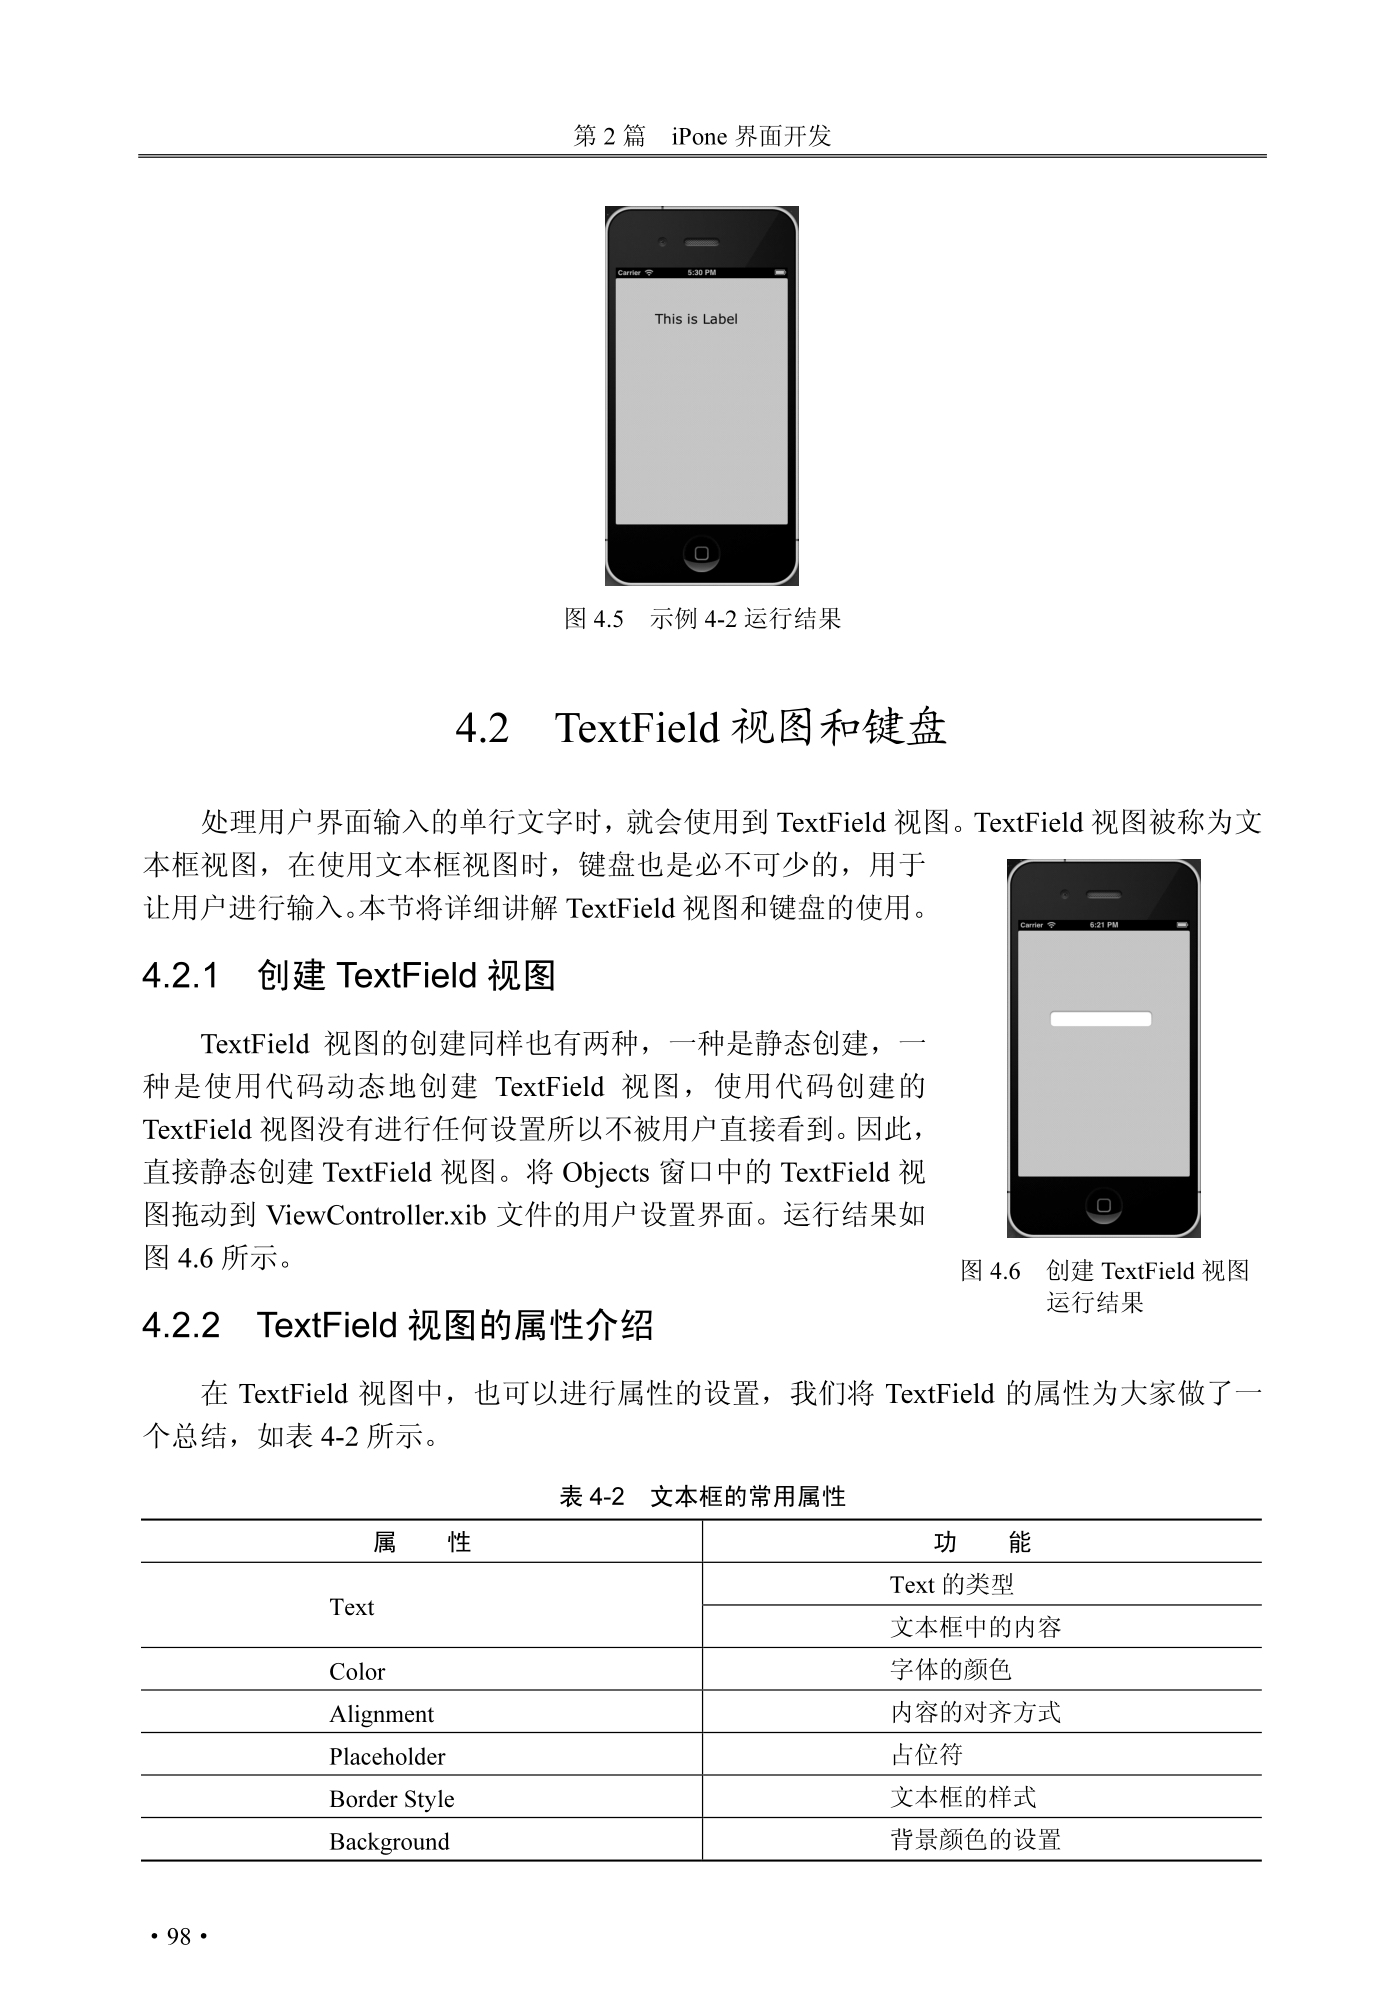 第 2 篇　iPone 界面开发
Carrier 5:30 PM
This is Label
图 4.5　示例 4-2 运行结果
4.2　TextField 视图和键盘
处理用户界面输入的单行文字时，就会使用到 TextField 视图。TextField 视图被称为文
本框视图，在使用文本框视图时，键盘也是必不可少的，用于
让用户进行输入。本节将详细讲解 TextField 视图和键盘的使用。
4.2.1　创建 TextField 视图
TextField 视图的创建同样也有两种，一种是静态创建，一
种是使用代码动态地创建 TextField 视图，使用代码创建的
TextField 视图没有进行任何设置所以不被用户直接看到。因此，
直接静态创建 TextField 视图。将 Objects 窗口中的 TextField 视
图拖动到 ViewController.xib 文件的用户设置界面。运行结果如
图 4.6 所示。
Carrier 6:21 PM
图 4.6　创建 TextField 视图
运行结果
4.2.2　TextField 视图的属性介绍
在 TextField 视图中，也可以进行属性的设置，我们将 TextField 的属性为大家做了一
个总结，如表 4-2 所示。
表 4-2　文本框的常用属性
属　性　功　能
Text　Text 的类型
文本框中的内容
Color　字体的颜色
Alignment　内容的对齐方式
Placeholder　占位符
Border Style　文本框的样式
Background　背景颜色的设置
• 98 •